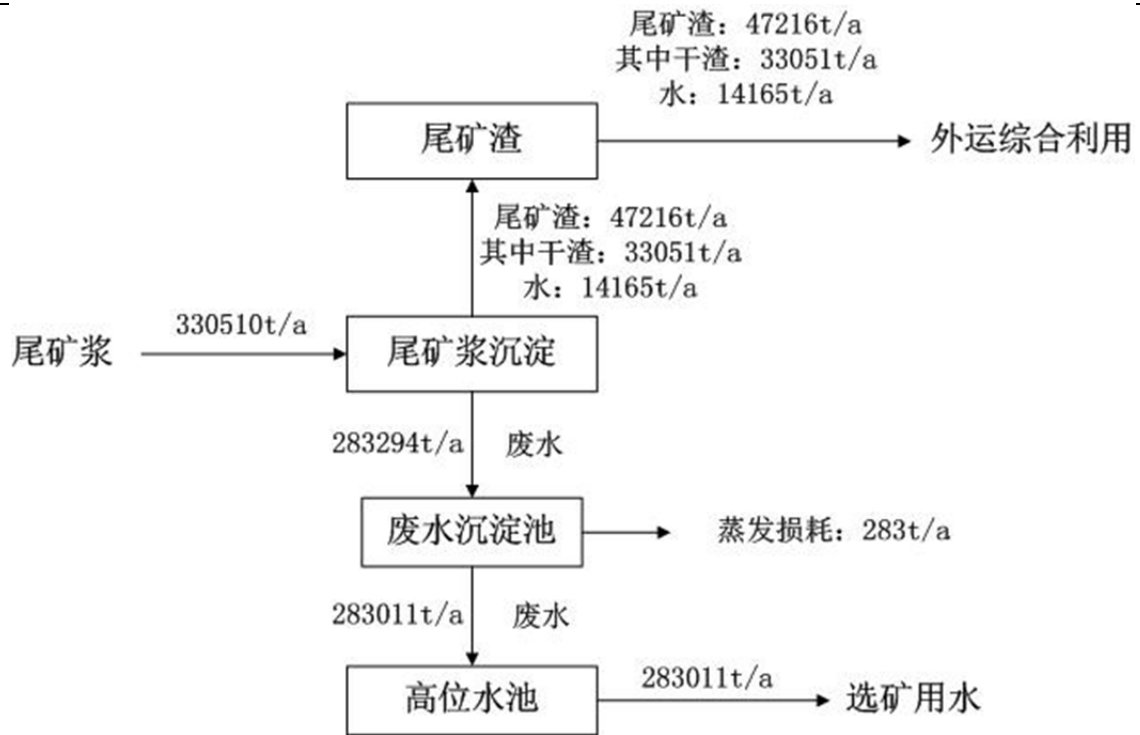 尾矿渣：47216t/a
其中干渣：33051t/a
水：14165t/a
尾矿渣
外运综合利用
尾矿渣：47216t/a
其中干渣：33051t/a
水：14165t/a
330510t/a
尾矿浆
尾矿浆沉淀
283294t/a 废水
废水沉淀池
蒸发损耗：283t/a
283011t/a 废水
高位水池
283011t/a
选矿用水